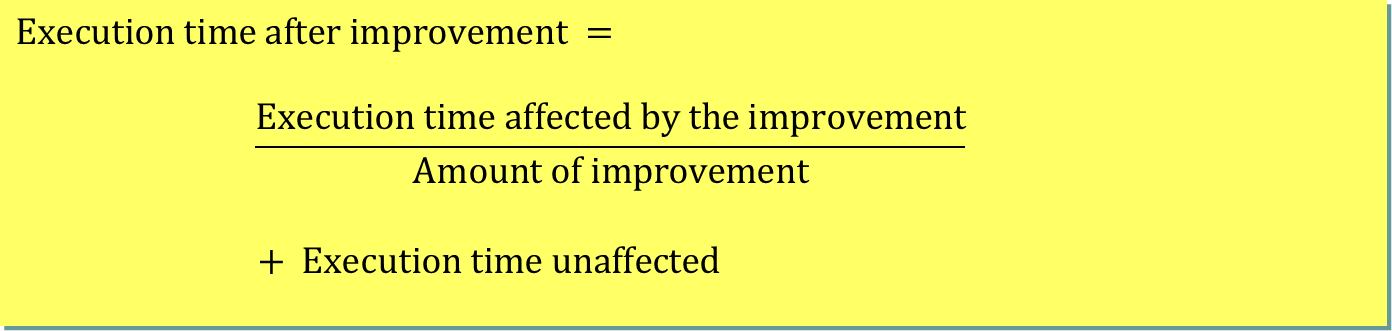 Execution time after improvement =
Execution time affected by the improvement
Amount of improvement
+ Execution time unaffected